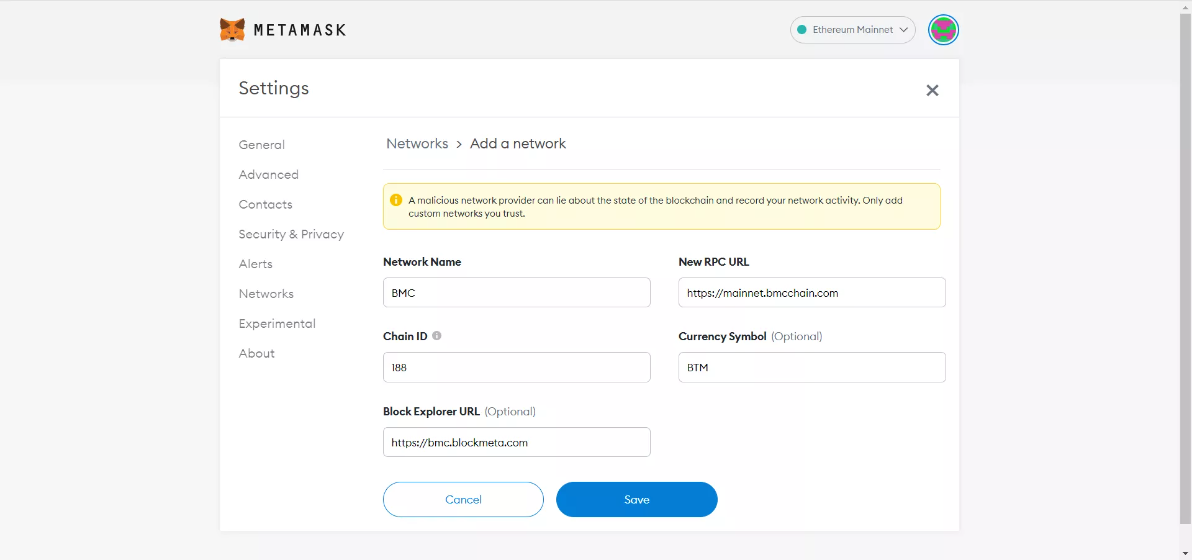 METAMASK
Ethereum Mainnet
Settings
General
Advanced
Contacts
Security & Privacy
Alerts
Networks
Experimental
About
Networks > Add a network
A malicious network provider can lie about the state of the blockchain and record your network activity. Only add
custom networks you trust.
Network Name
New RPC URL
BMC
https://mainnet.bmcchain.com
Chain ID
Currency Symbol (Optional)
188
BTM
Block Explorer URL (Optional)
https://bmc.blockmeta.com
Cancel
Save